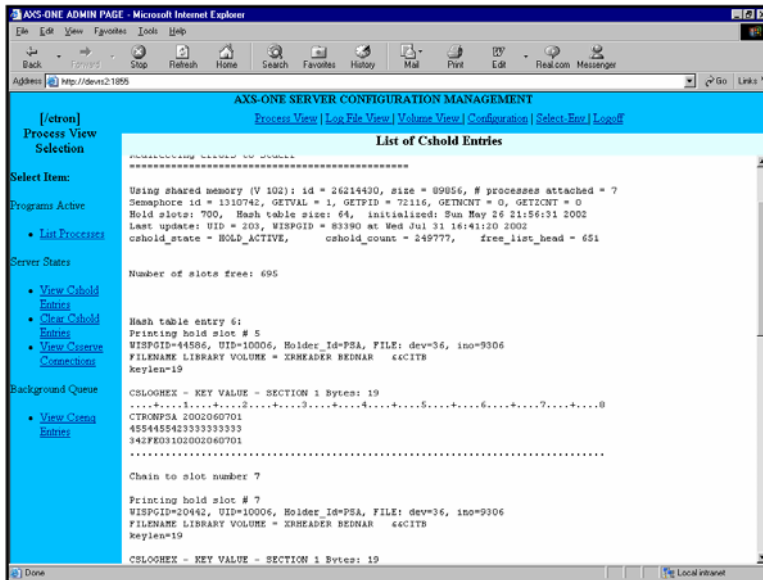 AXS-ONE ADMIN PAGE - Microsoft Internet Explorer
File Edit View Favorites Tools Help
Back Forward Stop Refresh Home Search Favorites History Mail Print Edit Real.com Messenger
Address http://devrs2:1855 Go Links
AXS-ONE SERVER CONFIGURATION MANAGEMENT
Process View | Log File View | Volume View | Configuration | Select-Env | Logoff
[/etron]
Process View
Selection
Select Item:
Programs Active
List Processes
Server States
View Cshold
Entries
Clear Cshold
Entries
View Csserve
Connections
Background Queue
View Cseng
Entries
List of Cshold Entries
Redirecting errors to stderr
================================================
Using shared memory (V 102): id = 26214430, size = 89856, # processes attached = 7
Semaphore id = 1310742, GETVAL = 1, GETPID = 72116, GETNCNT = 0, GETZCNT = 0
Hold slots: 700, Hash table size: 64, initialized: Sun May 26 21:56:31 2002
Last update: UID = 203, WISPGID = 83390 at Wed Jul 31 16:41:20 2002
cshold_state = HOLD_ACTIVE, cshold_count = 249777, free_list_head = 651
Number of slots free: 695
Hash table entry 6:
Printing hold slot # 5
WISPGID=44586, UID=10006, Holder_Id=PSA, FILE: dev=36, ino=9306
FILENAME LIBRARY VOLUME = XRHEADER BEDNAR &&CITB
keylen=19
CSLOGHEX - KEY VALUE - SECTION 1 Bytes: 19
....+....1....+....2....+....3....+....4....+....5....+....6....+....7....+....8
CTRONPSA 2002060701
4554455423333333333
342FE03102002060701
................................................................................
Chain to slot number 7
Printing hold slot # 7
WISPGID=20442, UID=10006, Holder_Id=PSA, FILE: dev=36, ino=9306
FILENAME LIBRARY VOLUME = XRHEADER BEDNAR &&CITB
keylen=19
CSLOGHEX - KEY VALUE - SECTION 1 Bytes: 19
Done Local intranet